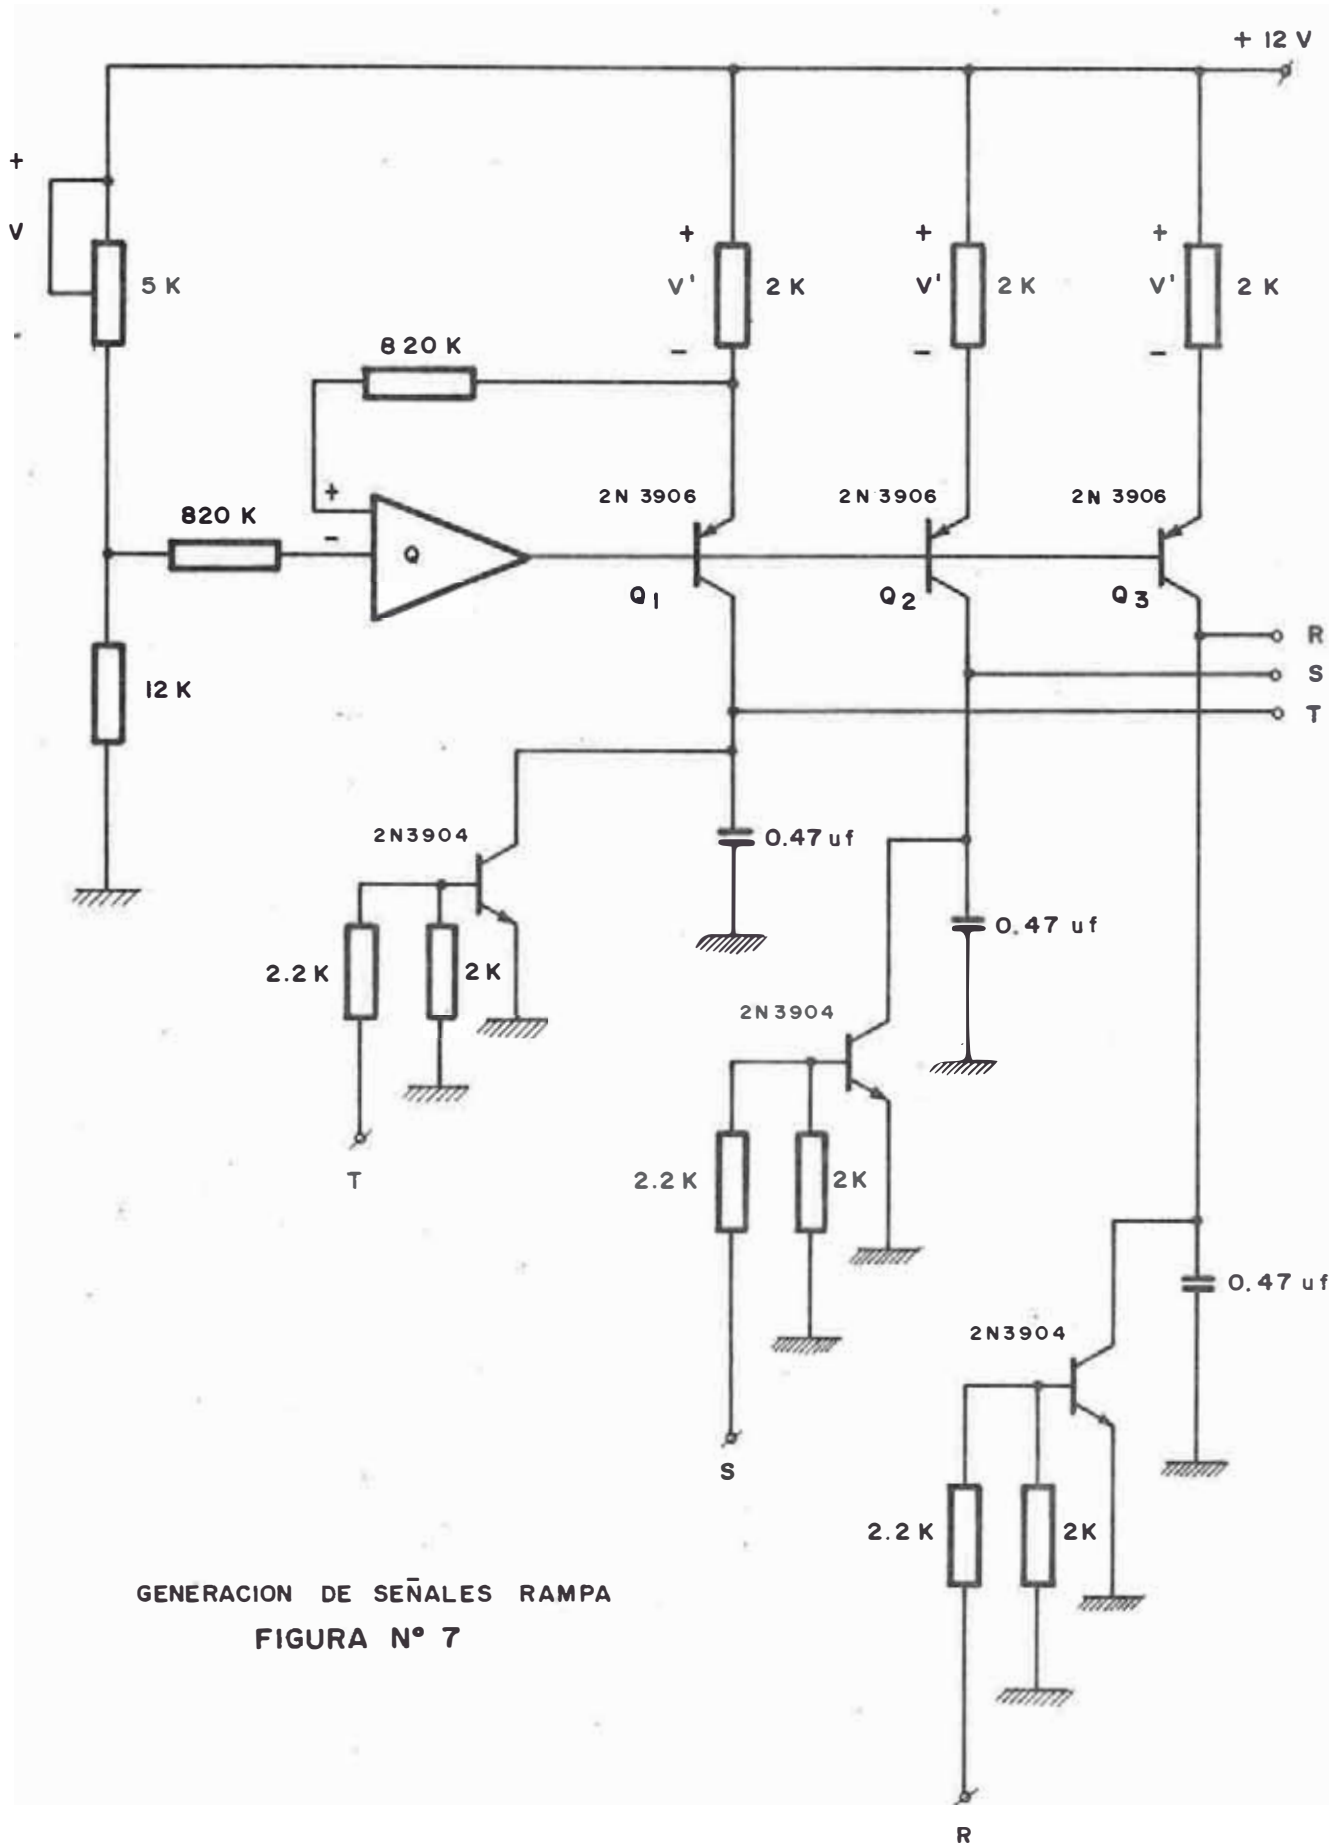 + 12 V
+
V
-
5 K
+
V'
-
2 K
+
V'
-
2 K
+
V'
-
2 K
820 K
820 K
+
-
Q
2N 3906
2N 3906
2N 3906
Q1
Q2
Q3
R
S
T
12 K
2N3904
0.47 uf
2.2 K
2K
T
0.47 uf
2N3904
2.2 K
2K
S
0.47 uf
2N3904
2.2 K
2K
R
GENERACION DE SEÑALES RAMPA
FIGURA Nº 7